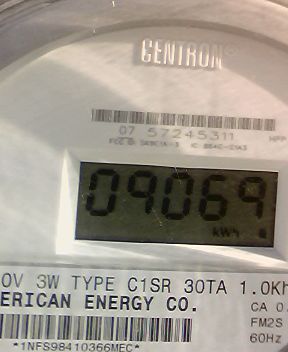 CENTRON®
07 57245311
09069
kWh
0V 3W TYPE C1SR 30TA 1.0Kh
ERICAN ENERGY CO.
CA 0.
FM2S
60Hz
*1NFS98410366MEC*